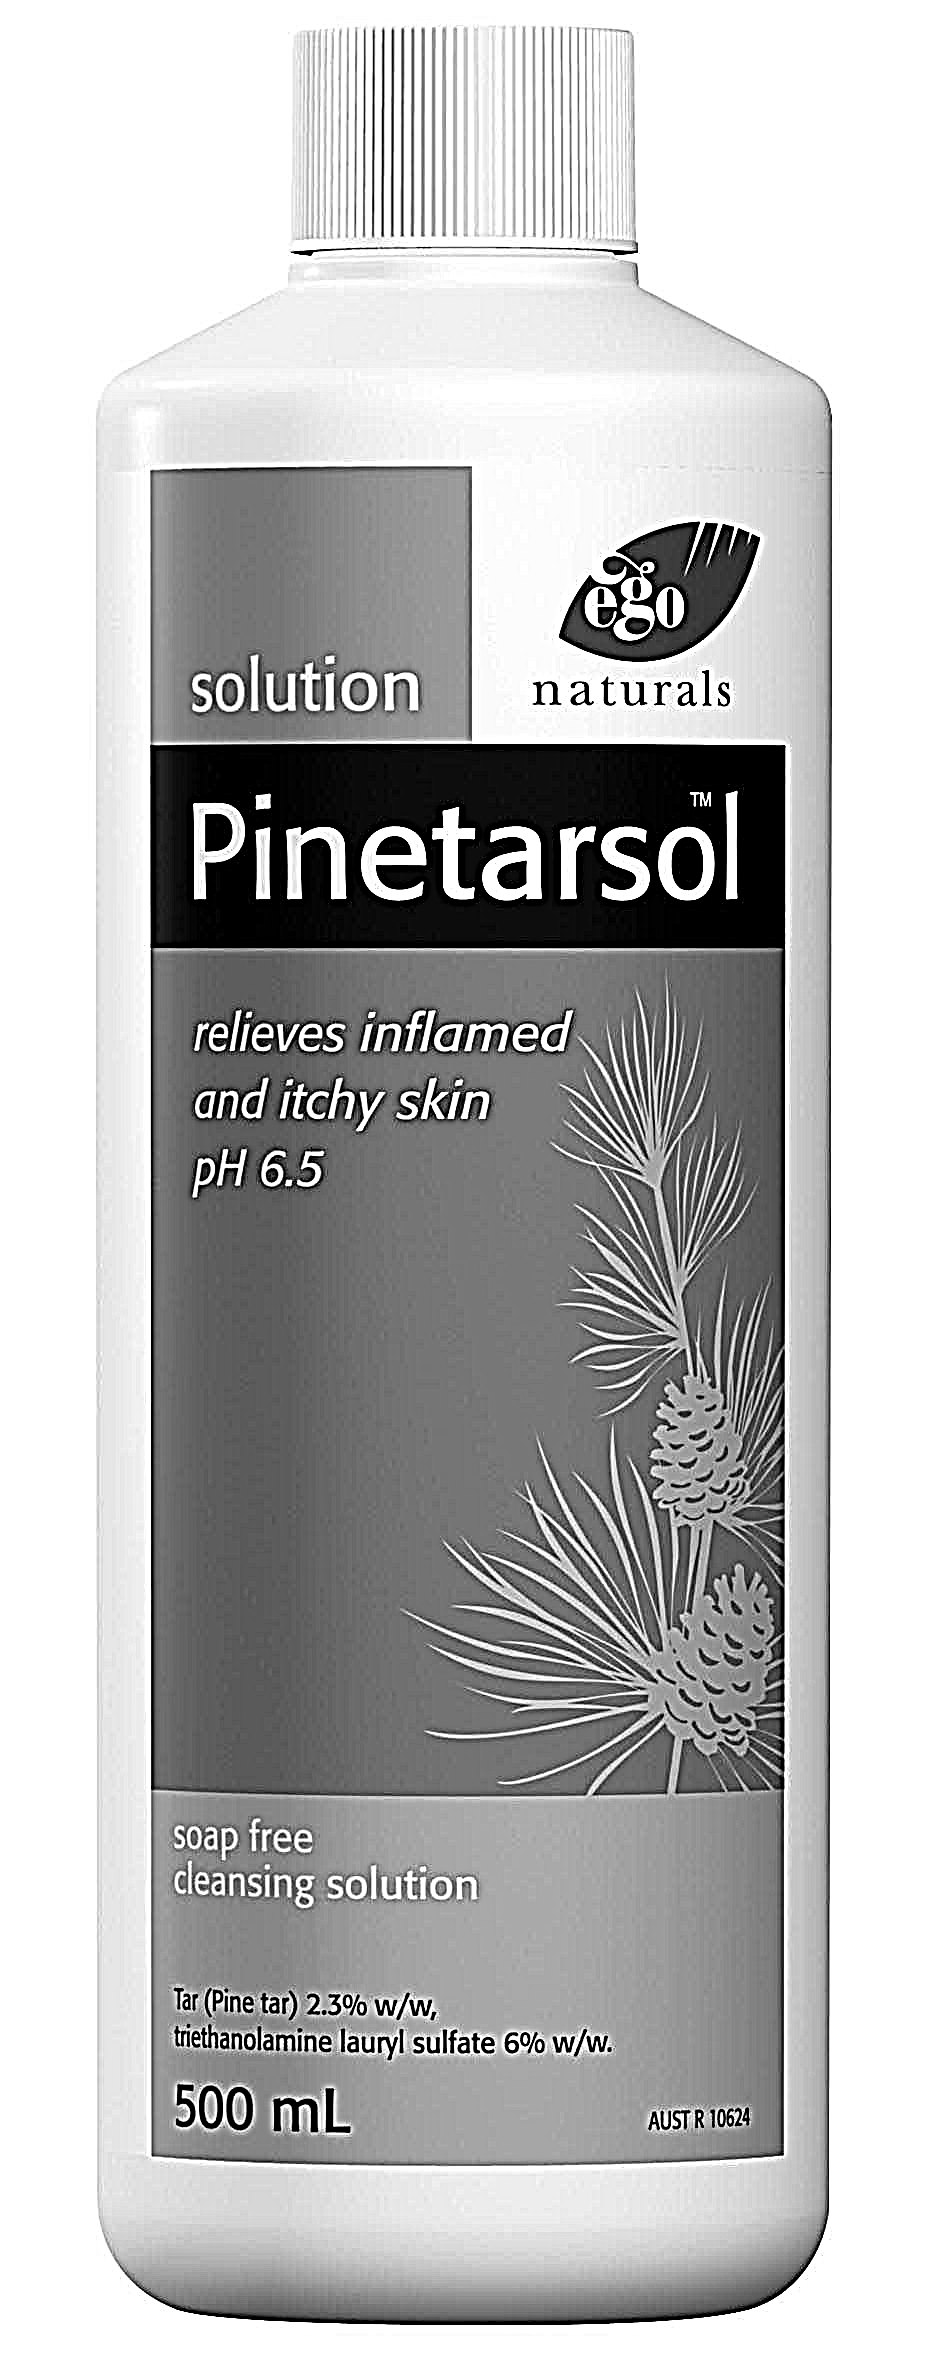 ego
naturals
solution
Pinetarsol™
relieves inflamed
and itchy skin
pH 6.5
soap free
cleansing solution
Tar (Pine tar) 2.3% w/w,
triethanolamine lauryl sulfate 6% w/w.
500 mL
AUST R 10624